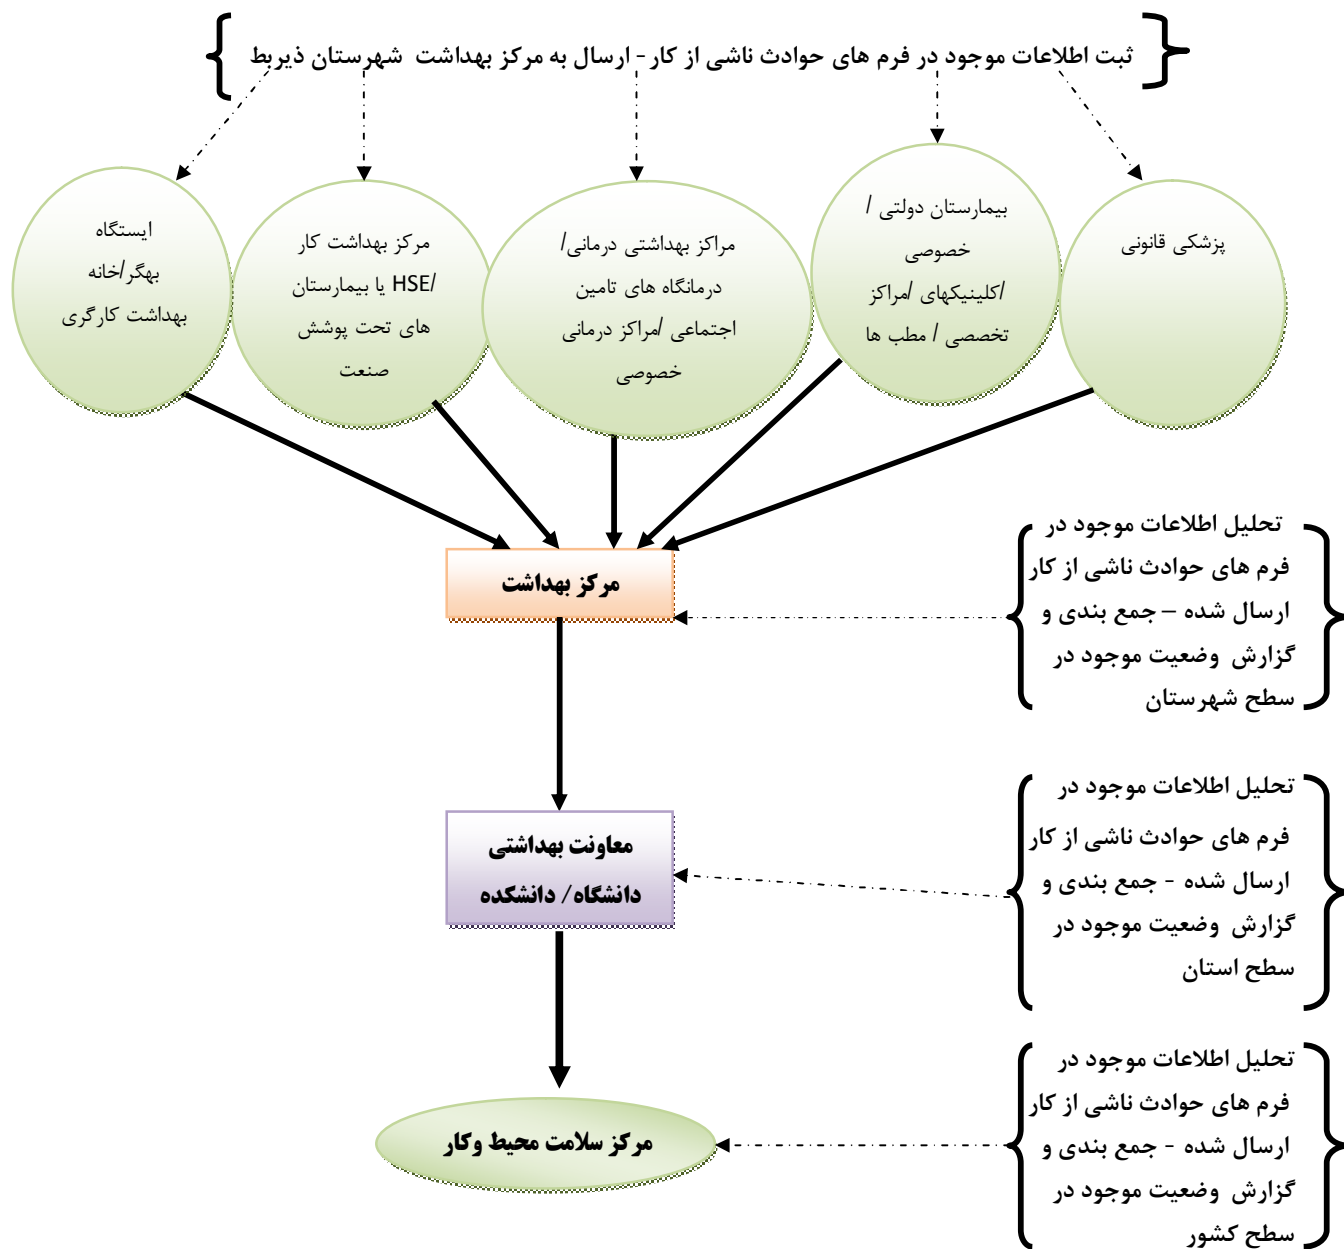 ثبت اطلاعات موجود در فرم های حوادث ناشی از کار - ارسال به مرکز بهداشت شهرستان ذیربط
پزشکی قانونی
بیمارستان دولتی /
خصوصی
/کلینیکهای /مراکز
تخصصی / مطب ها
مراکز بهداشتی درمانی/
درمانگاه های تامین
اجتماعی /مراکز درمانی
خصوصی
مرکز بهداشت کار
/HSE یا بیمارستان
های تحت پوشش
صنعت
ایستگاه
بهگر/خانه
بهداشت کارگری
تحلیل اطلاعات موجود در
فرم های حوادث ناشی از کار
ارسال شده – جمع بندی و
گزارش وضعیت موجود در
سطح شهرستان
مرکز بهداشت
تحلیل اطلاعات موجود در
فرم های حوادث ناشی از کار
ارسال شده - جمع بندی و
گزارش وضعیت موجود در
سطح استان
معاونت بهداشتی
دانشگاه/ دانشکده
تحلیل اطلاعات موجود در
فرم های حوادث ناشی از کار
ارسال شده - جمع بندی و
گزارش وضعیت موجود در
سطح کشور
مرکز سلامت محیط وکار